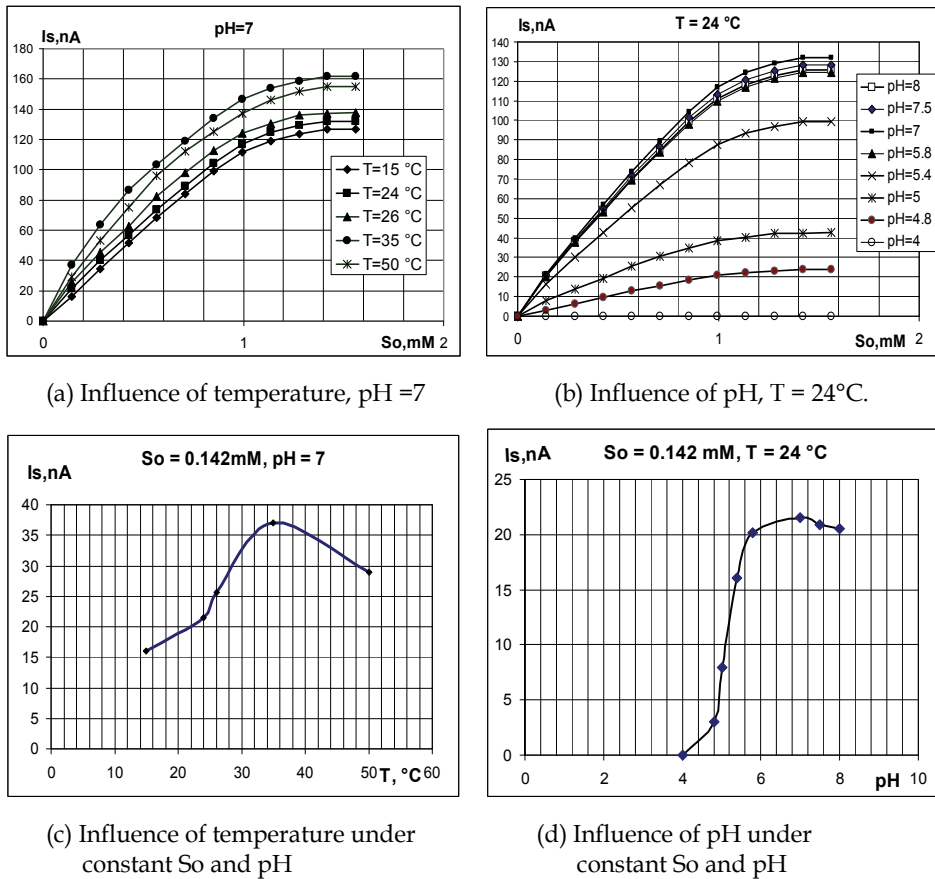 Is,nA
pH=7
180
160
140
120
100
80
60
40
20
0
0
1
2
So,mM
T=15 °C
T=24 °C
T=26 °C
T=35 °C
T=50 °C
(a) Influence of temperature, pH =7
Is,nA
T = 24 °C
140
130
120
110
100
90
80
70
60
50
40
30
20
10
0
0
1
2
So,mM
pH=8
pH=7.5
pH=7
pH=5.8
pH=5.4
pH=5
pH=4.8
pH=4
(b) Influence of pH, T = 24°C.
So = 0.142mM, pH = 7
Is,nA
40
35
30
25
20
15
10
5
0
0
10
20
30
40
50
T, °C
60
(c) Influence of temperature under
constant So and pH
So = 0.142 mM, T = 24 °C
Is,nA
25
20
15
10
5
0
0
2
4
6
8
10
pH
(d) Influence of pH under
constant So and pH